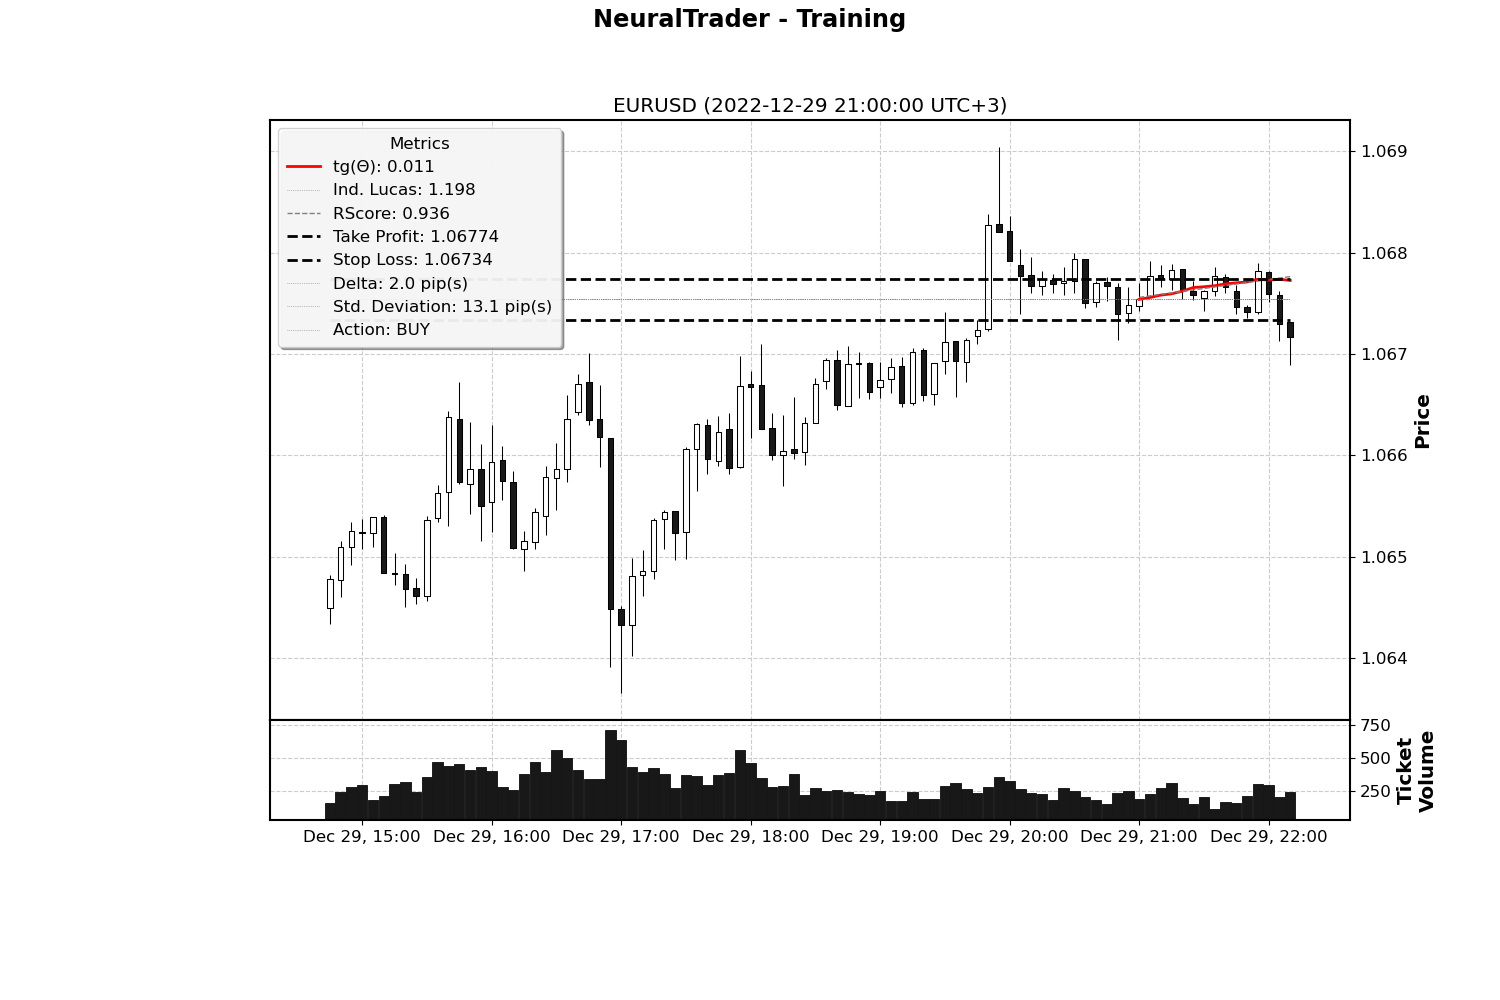 NeuralTrader - Training
EURUSD (2022-12-29 21:00:00 UTC+3)
Metrics
tg(Θ): 0.011
Ind. Lucas: 1.198
RScore: 0.936
Take Profit: 1.06774
Stop Loss: 1.06734
Delta: 2.0 pip(s)
Std. Deviation: 13.1 pip(s)
Action: BUY
1.069
1.068
1.067
1.066
1.065
1.064
Price
750
500
250
Ticket
Volume
Dec 29, 15:00 Dec 29, 16:00 Dec 29, 17:00 Dec 29, 18:00 Dec 29, 19:00 Dec 29, 20:00 Dec 29, 21:00 Dec 29, 22:00